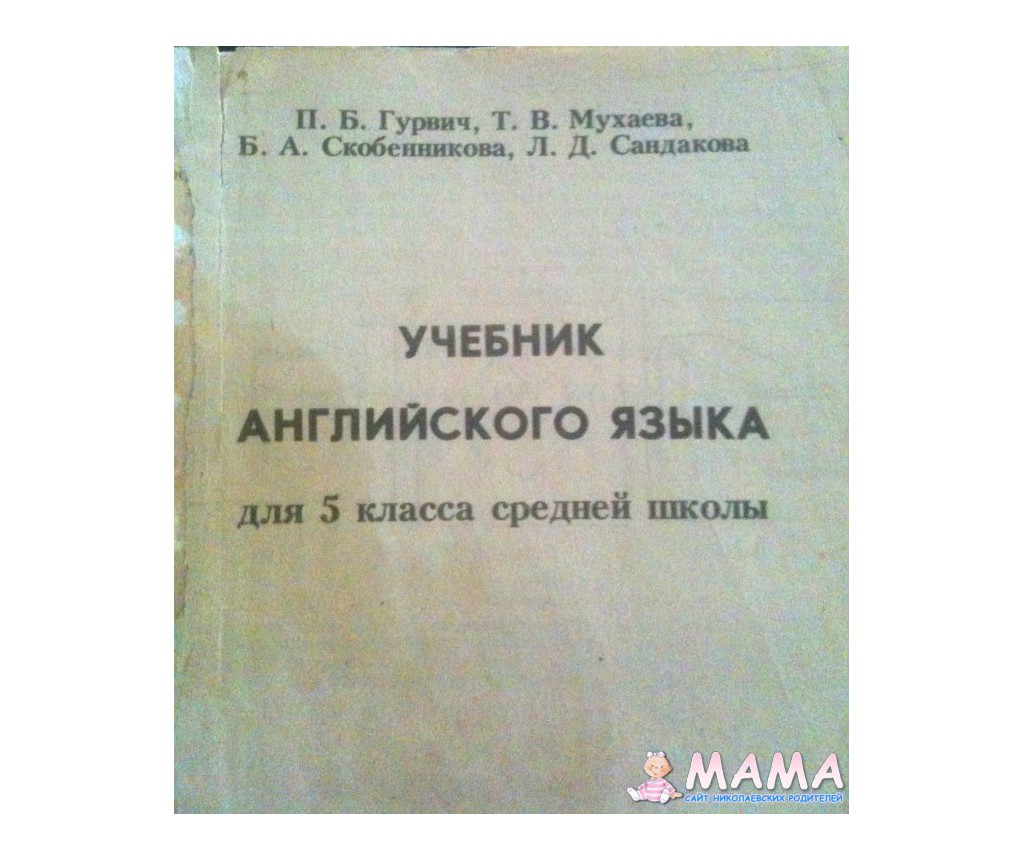 П. Б. Гурвич, Т. В. Мухаева,
Б. А. Скобенникова, Л. Д. Сандакова
УЧЕБНИК
АНГЛИЙСКОГО ЯЗЫКА
для 5 класса средней школы
МАМА
САЙТ НИКОЛАЕВСКИХ РОДИТЕЛЕЙ